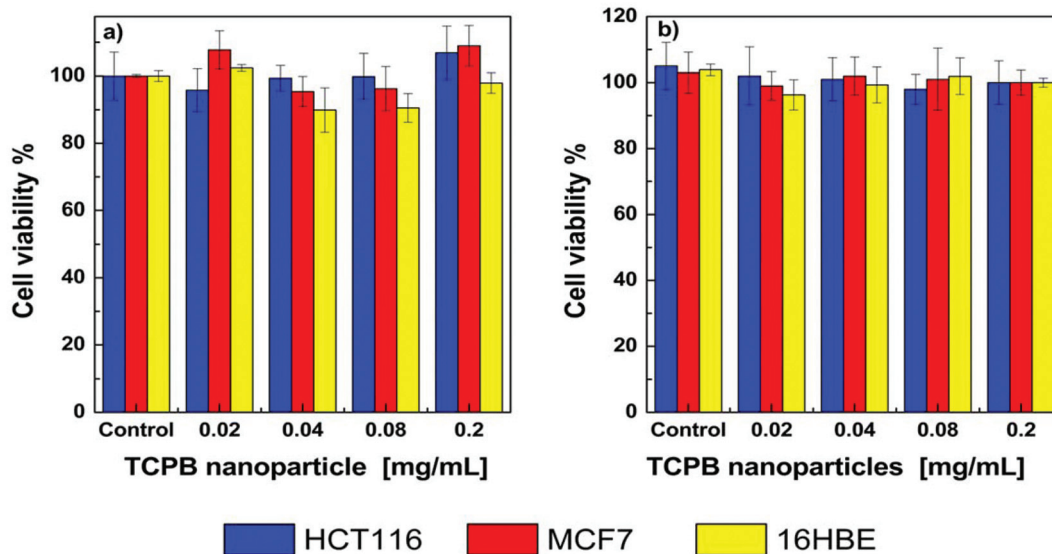 a)
Cell viability %
100
80
60
40
20
0
Control 0.02 0.04 0.08 0.2
TCPB nanoparticle [mg/mL]
b)
Cell viability %
120
100
80
60
40
20
0
Control 0.02 0.04 0.08 0.2
TCPB nanoparticles [mg/mL]
HCT116 MCF7 16HBE